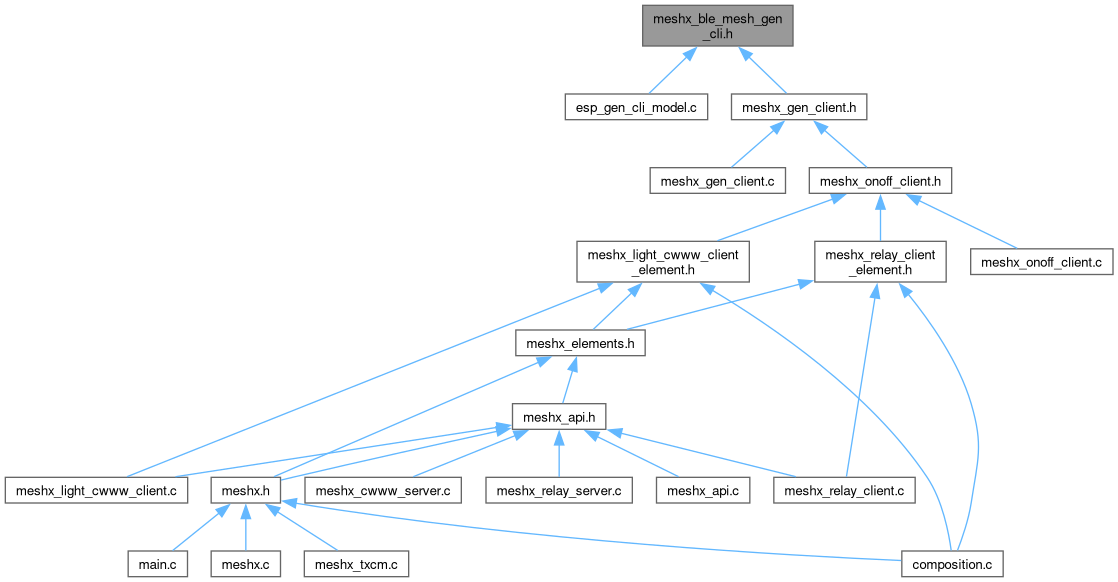 meshx_ble_mesh_gen
_cli.h
esp_gen_cli_model.c
meshx_gen_client.h
meshx_gen_client.c
meshx_onoff_client.h
meshx_light_cwww_client
_element.h
meshx_relay_client
_element.h
meshx_onoff_client.c
meshx_elements.h
meshx_api.h
meshx_light_cwww_client.c
meshx.h
meshx_cwww_server.c
meshx_relay_server.c
meshx_api.c
meshx_relay_client.c
main.c
meshx.c
meshx_txcm.c
composition.c